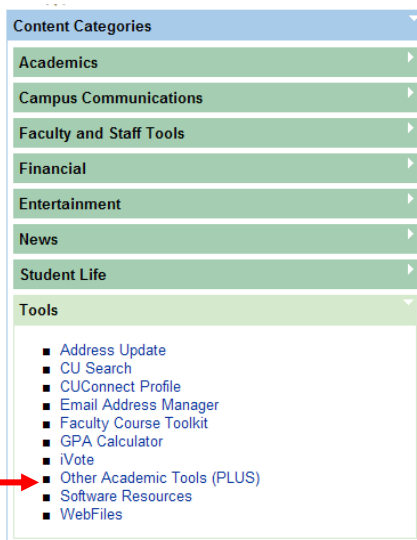 Content Categories
Academics
Campus Communications
Faculty and Staff Tools
Financial
Entertainment
News
Student Life
Tools
Address Update
CU Search
CUConnect Profile
Email Address Manager
Faculty Course Toolkit
GPA Calculator
iVote
Other Academic Tools (PLUS)
Software Resources
WebFiles